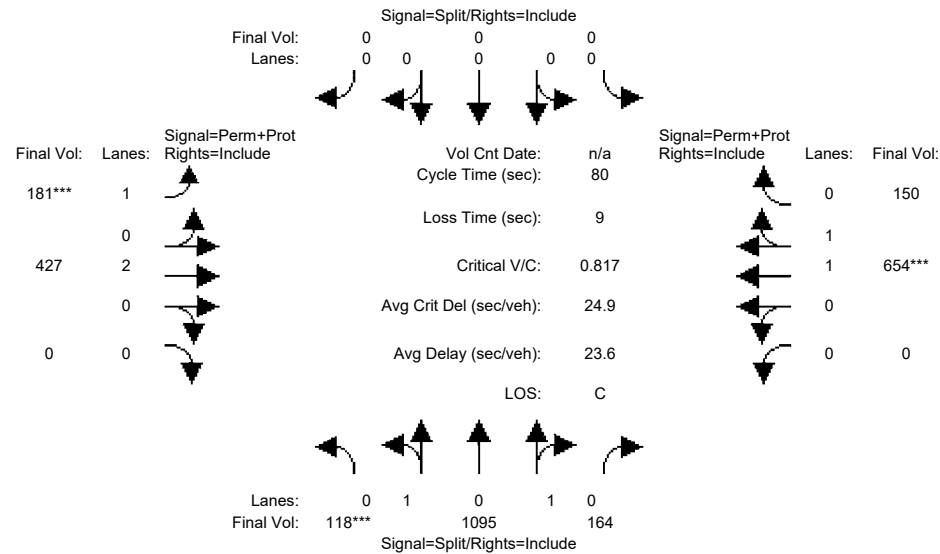 Signal=Split/Rights=Include
Final Vol: 0 0 0
Lanes: 0 0 0 0 0
Signal=Perm+Prot Signal=Perm+Prot
Final Vol: Lanes: Rights=Include Vol Cnt Date: n/a Rights=Include Lanes: Final Vol:
Cycle Time (sec): 80
181*** 1 0 150
Loss Time (sec): 9
0 1
427 2 Critical V/C: 0.817 1 654***
0 Avg Crit Del (sec/veh): 24.9 0
0 0 Avg Delay (sec/veh): 23.6 0 0
LOS: C
Lanes: 0 1 0 1 0
Final Vol: 118*** 1095 164
Signal=Split/Rights=Include